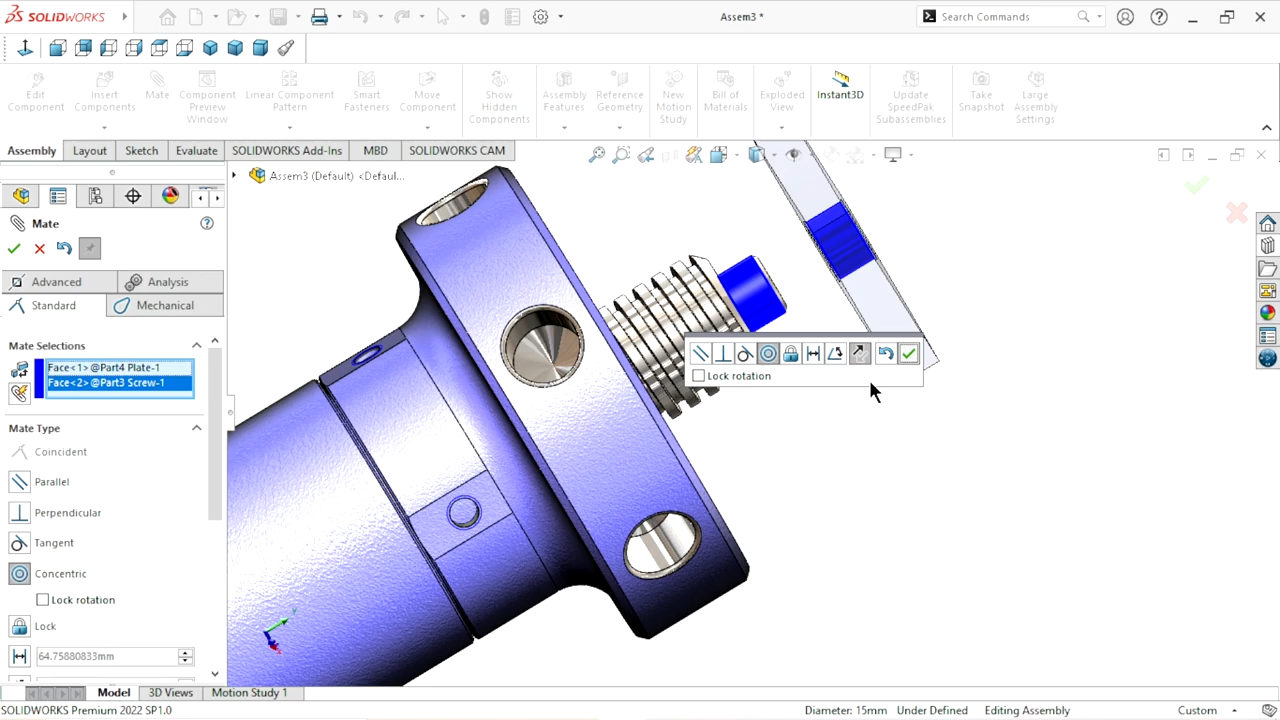 SOLIDWORKS
Assem3 *
Search Commands
Edit Component
Insert Components
Mate
Component Preview Window
Linear Component Pattern
Smart Fasteners
Move Component
Show Hidden Components
Assembly Features
Reference Geometry
New Motion Study
Bill of Materials
Exploded View
Instant3D
Update SpeedPak Subassemblies
Take Snapshot
Large Assembly Settings
Assembly
Layout
Sketch
Evaluate
SOLIDWORKS Add-Ins
MBD
SOLIDWORKS CAM
Assem3 (Default) <Defaul...
Mate
Advanced
Analysis
Standard
Mechanical
Mate Selections
Face<1>@Part4 Plate-1
Face<2>@Part3 Screw-1
Lock rotation
Mate Type
Coincident
Parallel
Perpendicular
Tangent
Concentric
Lock rotation
Lock
64.75880833mm
Y
Model
3D Views
Motion Study 1
SOLIDWORKS Premium 2022 SP1.0
Diameter: 15mm
Under Defined
Editing Assembly
Custom